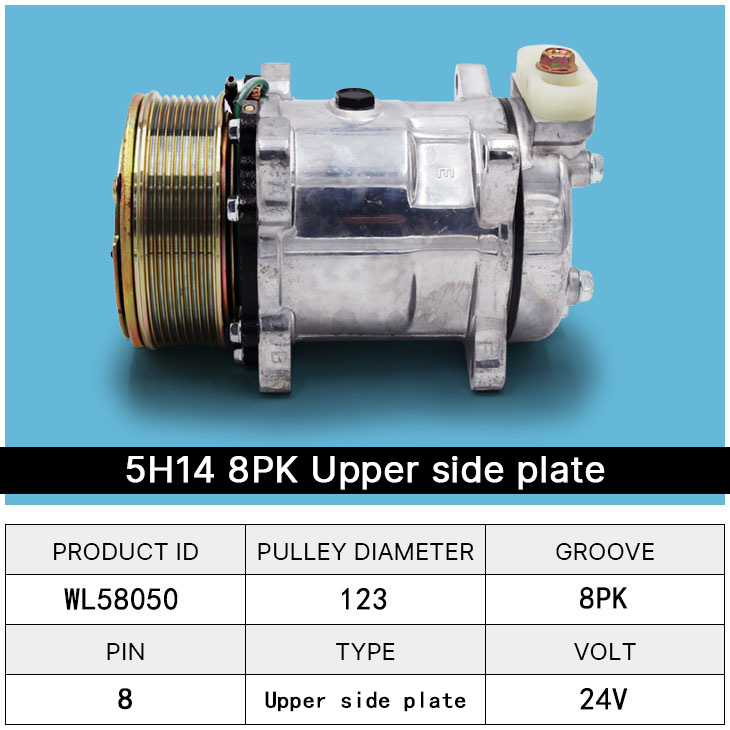 E
5H14 8PK Upper side plate
PRODUCT ID PULLEY DIAMETER GROOVE
WL58050 123 8PK
PIN TYPE VOLT
8 Upper side plate 24V